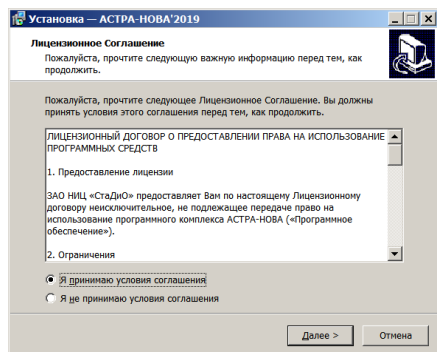 Установка — АСТРА-НОВА'2019
Лицензионное Соглашение
Пожалуйста, прочтите следующую важную информацию перед тем, как
продолжить.
Пожалуйста, прочтите следующее Лицензионное Соглашение. Вы должны
принять условия этого соглашения перед тем, как продолжить.
ЛИЦЕНЗИОННЫЙ ДОГОВОР О ПРЕДОСТАВЛЕНИИ ПРАВА НА ИСПОЛЬЗОВАНИЕ
ПРОГРАММНЫХ СРЕДСТВ
1. Предоставление лицензии
ЗАО НИЦ «СтаДиО» предоставляет Вам по настоящему Лицензионному
договору неисключительное, не подлежащее передаче право на
использование программного комплекса АСТРА-НОВА («Программное
обеспечение»).
2. Ограничения
Я принимаю условия соглашения
Я не принимаю условия соглашения
Далее >
Отмена